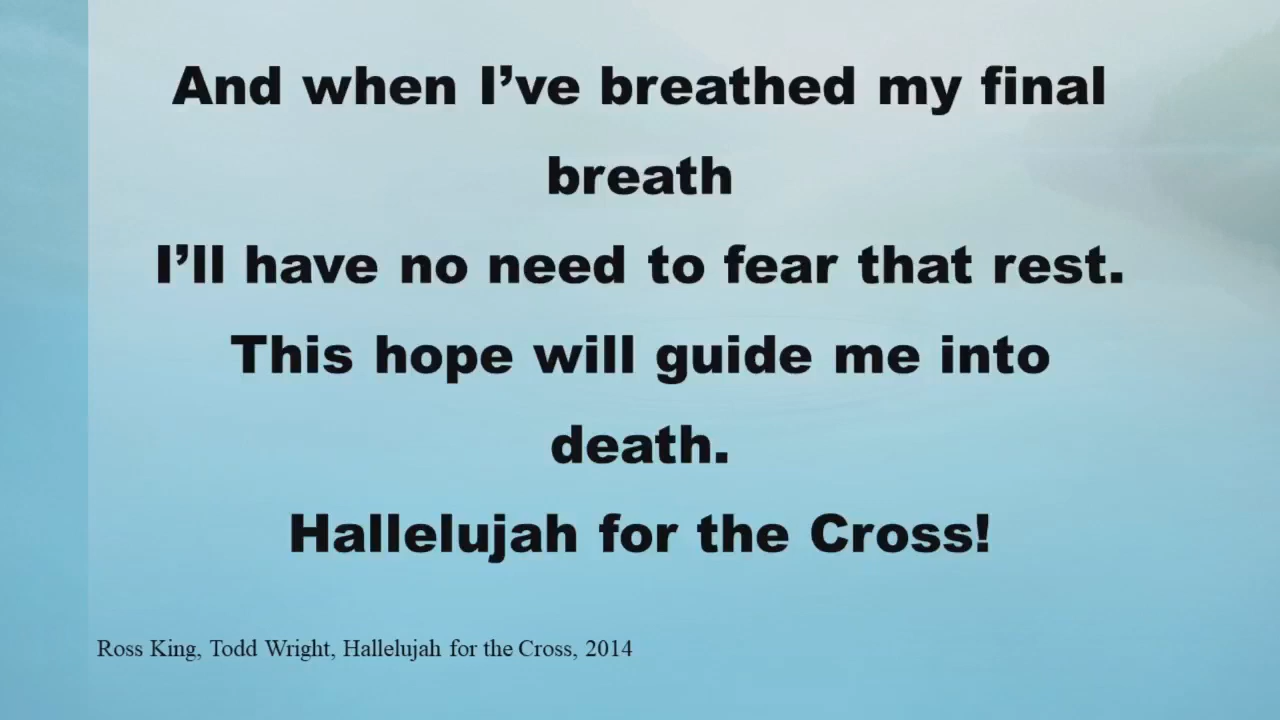 And when I’ve breathed my final
breath
I’ll have no need to fear that rest.
This hope will guide me into
death.
Hallelujah for the Cross!
Ross King, Todd Wright, Hallelujah for the Cross, 2014